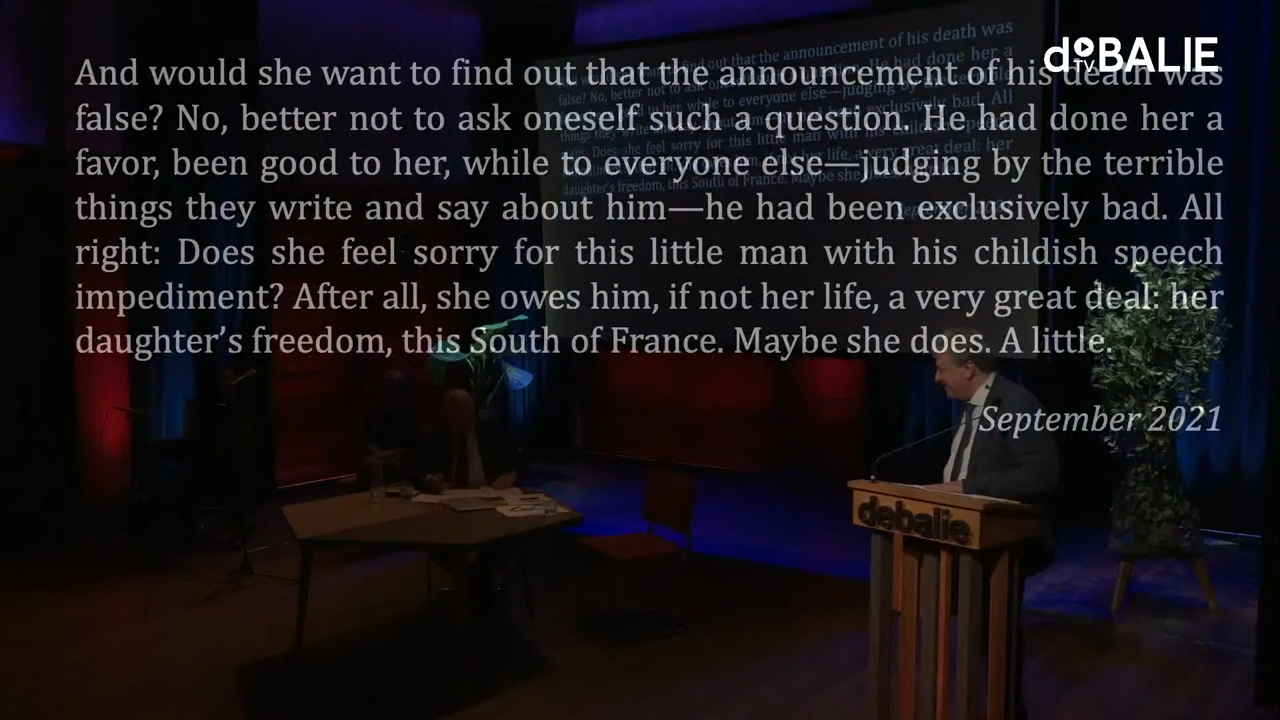 deBALIE
TV
And would she want to find out that the announcement of his death was
false? No, better not to ask oneself such a question. He had done her a
favor, been good to her, while to everyone else—judging by the terrible
things they write and say about him—he had been exclusively bad. All
right: Does she feel sorry for this little man with his childish speech
impediment? After all, she owes him, if not her life, a very great deal: her
daughter’s freedom, this South of France. Maybe she does. A little.
September 2021
debalie